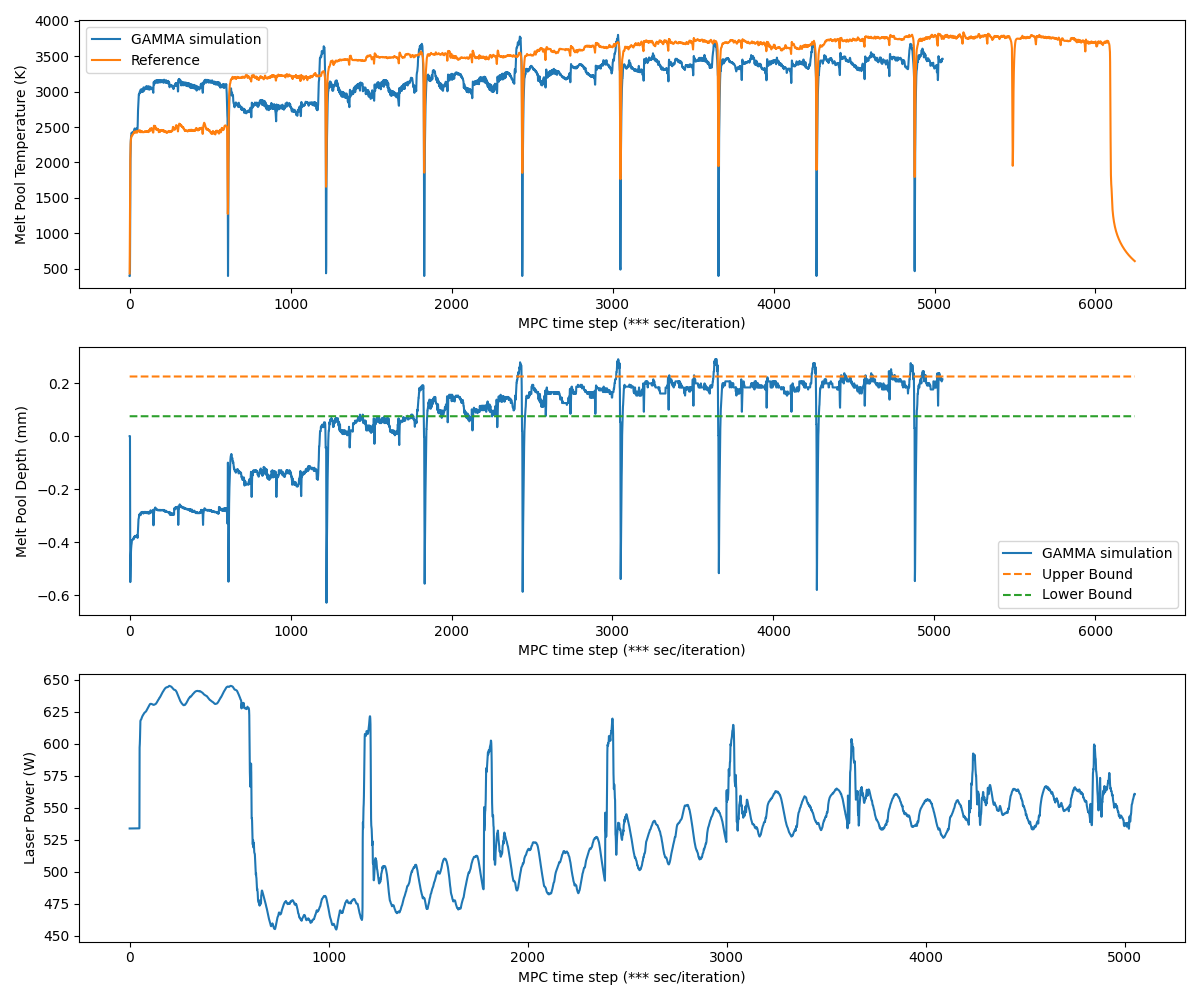 4000
3500
3000
2500
2000
1500
1000
500
Melt Pool Temperature (K)
GAMMA simulation
Reference
0 1000 2000 3000 4000 5000 6000
MPC time step (*** sec/iteration)
0.2
0.0
−0.2
−0.4
−0.6
Melt Pool Depth (mm)
GAMMA simulation
Upper Bound
Lower Bound
0 1000 2000 3000 4000 5000 6000
MPC time step (*** sec/iteration)
650
625
600
575
550
525
500
475
450
Laser Power (W)
0 1000 2000 3000 4000 5000
MPC time step (*** sec/iteration)